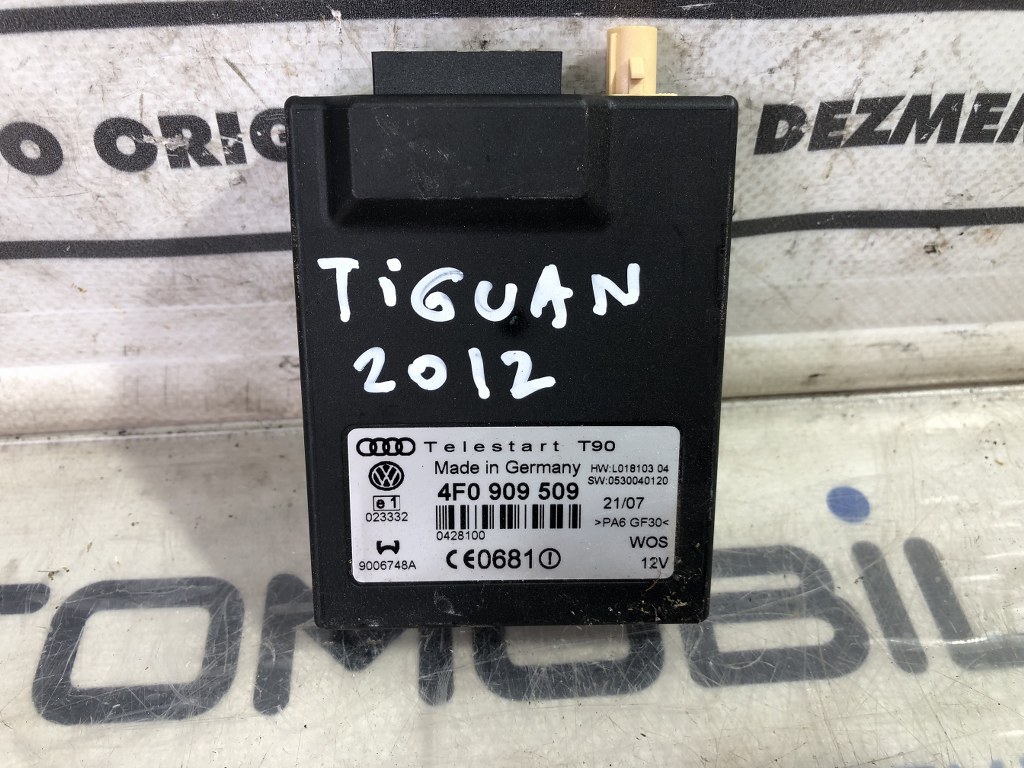 O ORIG
DEZMEM
TiGUAN
2012
Telestart T90
Made in Germany
HW:L018103 04
SW:0530040120
4F0 909 509
e1
21/07
023332
>PA6 GF30<
0428100
WOS
9006748A
CE0681
12V
TOMOBIL